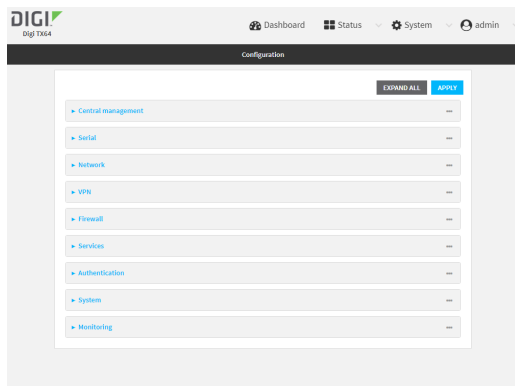 DIGI
Digi TX64
Dashboard Status System admin
Configuration
EXPAND ALL APPLY
Central management
Serial
Network
VPN
Firewall
Services
Authentication
System
Monitoring